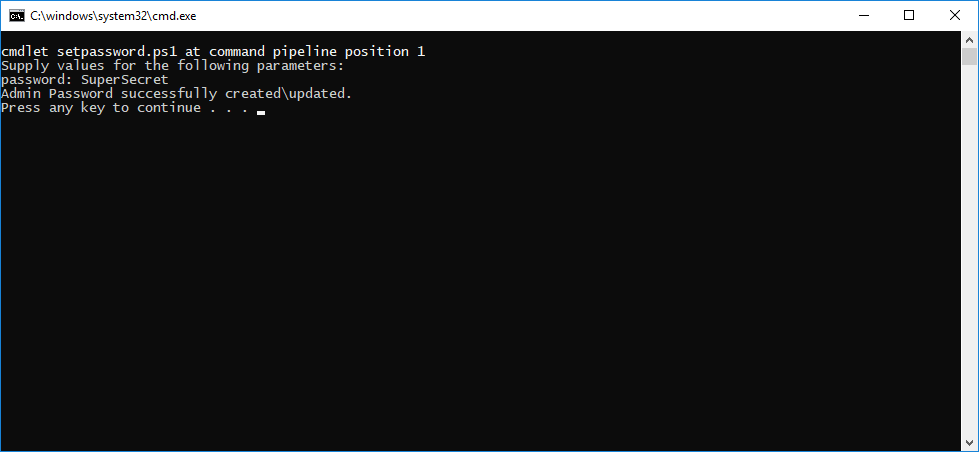 C:\windows\system32\cmd.exe
cmdlet setpassword.ps1 at command pipeline position 1
Supply values for the following parameters:
password: SuperSecret
Admin Password successfully created\updated.
Press any key to continue . . .